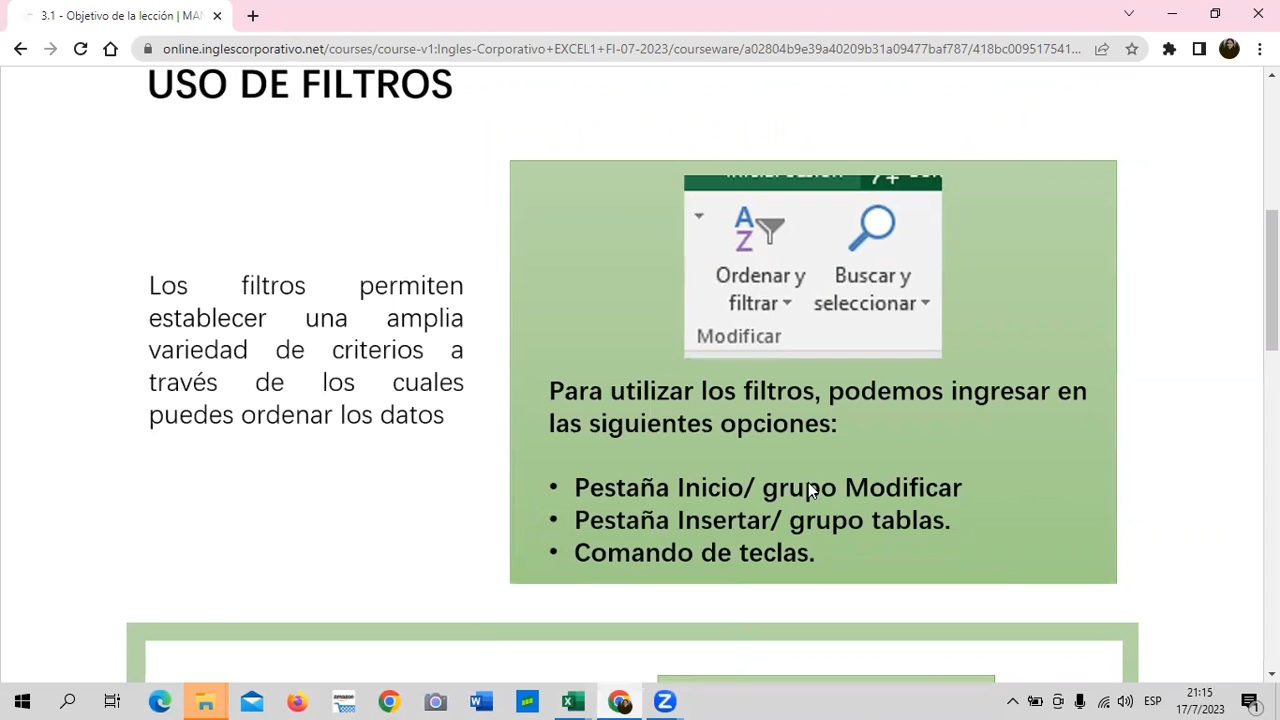 3.1 - Objetivo de la lección | MAN
online.inglescorporativo.net/courses/course-v1:Ingles-Corporativo+EXCEL1+FI-07-2023/courseware/a02804b9e39a40209b31a09477baf787/418bc009517541...
USO DE FILTROS
Los filtros permiten
establecer una amplia
variedad de criterios a
través de los cuales
puedes ordenar los datos
Ordenar y
filtrar
Buscar y
seleccionar
Modificar
Para utilizar los filtros, podemos ingresar en
las siguientes opciones:
• Pestaña Inicio/ grupo Modificar
• Pestaña Insertar/ grupo tablas.
• Comando de teclas.
ESP
21:15
17/7/2023